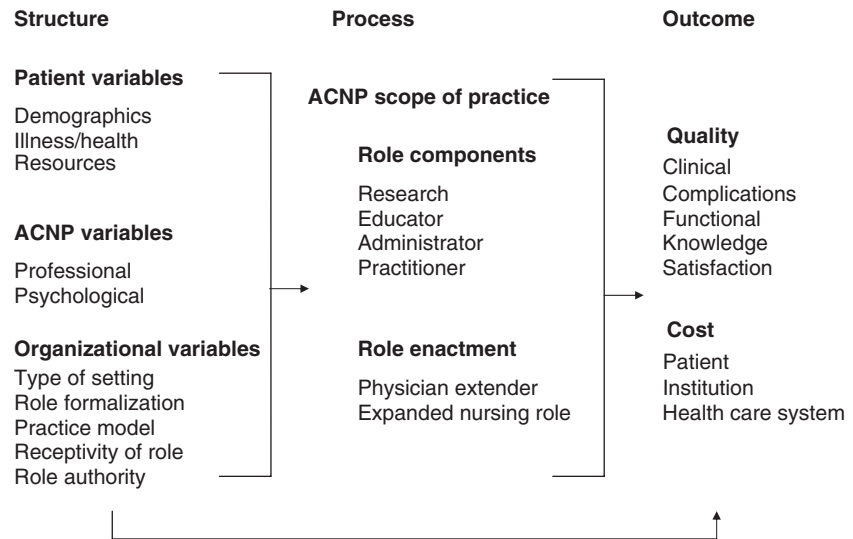 Structure
Process
Outcome
Patient variables
Demographics
Illness/health
Resources
ACNP variables
Professional
Psychological
Organizational variables
Type of setting
Role formalization
Practice model
Receptivity of role
Role authority
ACNP scope of practice
Role components
Research
Educator
Administrator
Practitioner
Role enactment
Physician extender
Expanded nursing role
Quality
Clinical
Complications
Functional
Knowledge
Satisfaction
Cost
Patient
Institution
Health care system